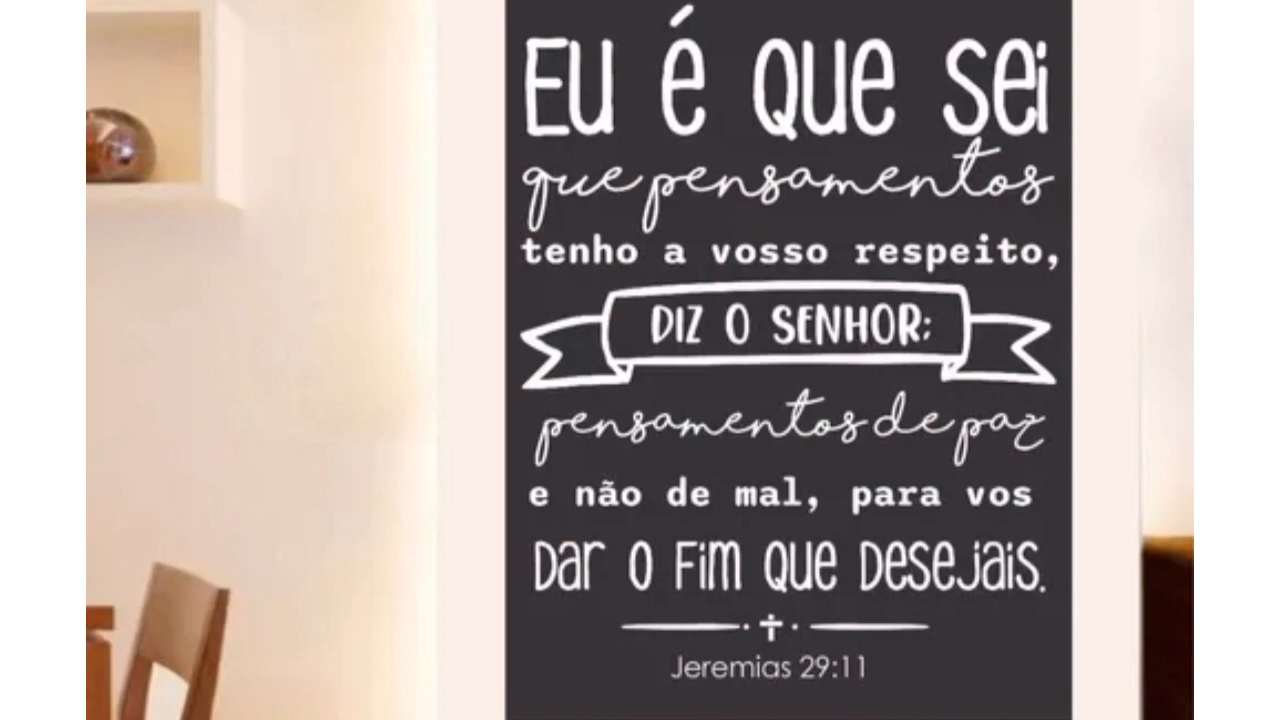 Eu é que sei
que pensamentos
tenho a vosso respeito,
DIZ O SENHOR;
pensamentos de paz
e não de mal, para vos
Dar o Fim que Desejais.
Jeremias 29:11